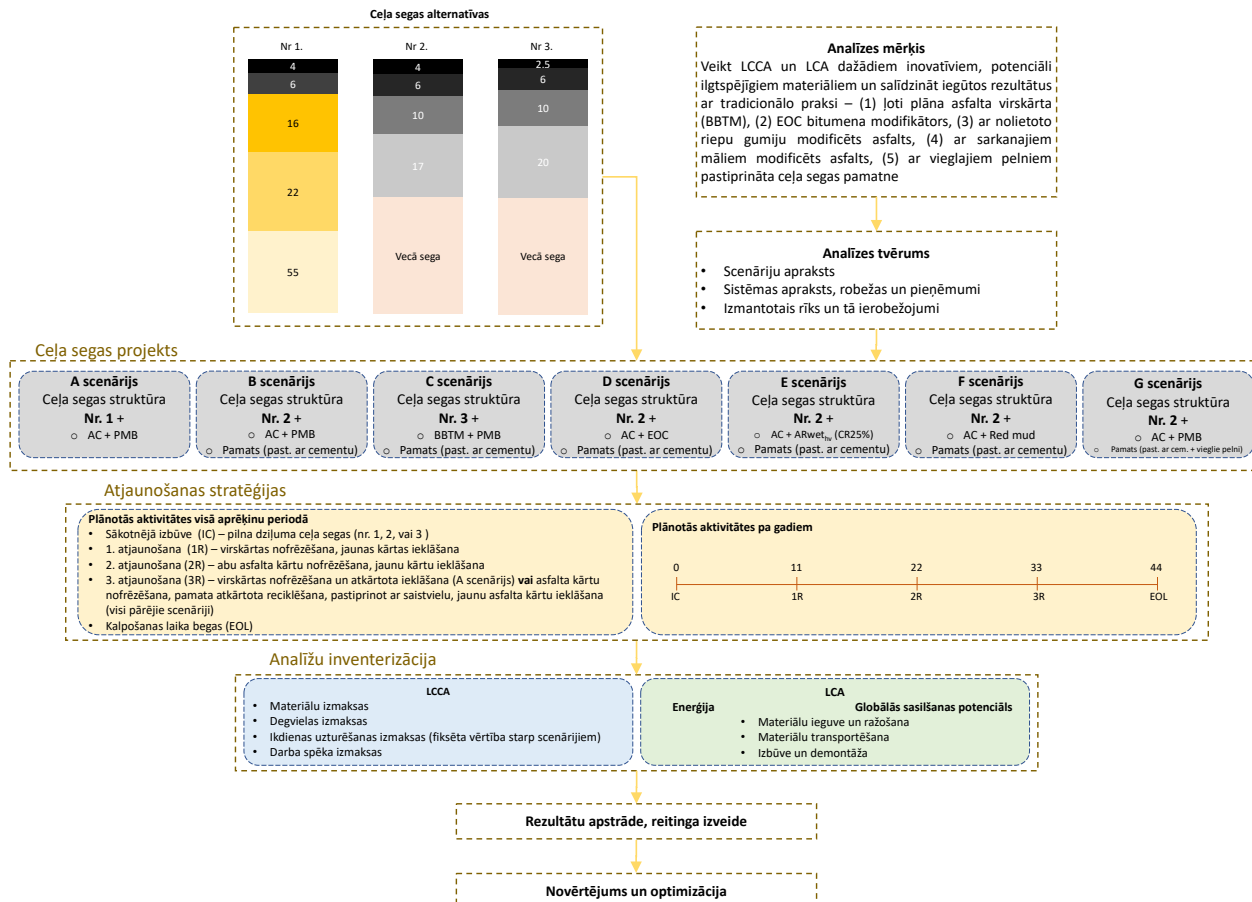 Ceļa segas alternatīvas
Nr 1.
Nr 2.
Nr 3.
4
6
16
22
55
4
6
10
17
Vecā sega
2.5
6
10
20
Vecā sega
Analīzes mērķis
Veikt LCCA un LCA dažādiem inovatīviem, potenciāli
ilgtspējīgiem materiāliem un salīdzināt iegūtos rezultātus
ar tradicionālo praksi – (1) ļoti plāna asfalta virskārta
(BBTM), (2) EOC bitumena modifikātors, (3) ar nolietoto
riepu gumiju modificēts asfalts, (4) ar sarkanajiem
māliem modificēts asfalts, (5) ar vieglajiem pelniem
pastiprināta ceļa segas pamatne
Analīzes tvērums
• Scenāriju apraksts
• Sistēmas apraksts, robežas un pieņēmumi
• Izmantotais rīks un tā ierobežojumi
Ceļa segas projekts
A scenārijs
Ceļa segas struktūra
Nr. 1 +
○ AC + PMB
B scenārijs
Ceļa segas struktūra
Nr. 2 +
○ AC + PMB
○ Pamats (past. ar cementu)
C scenārijs
Ceļa segas struktūra
Nr. 3 +
○ BBTM + PMB
○ Pamats (past. ar cementu)
D scenārijs
Ceļa segas struktūra
Nr. 2 +
○ AC + EOC
○ Pamats (past. ar cementu)
E scenārijs
Ceļa segas struktūra
Nr. 2 +
○ AC + ARwethv (CR25%)
○ Pamats (past. ar cementu)
F scenārijs
Ceļa segas struktūra
Nr. 2 +
○ AC + Red mud
○ Pamats (past. ar cementu)
G scenārijs
Ceļa segas struktūra
Nr. 2 +
○ AC + PMB
○ Pamats (past. ar cem. + vieglie pelni)
Atjaunošanas stratēģijas
Plānotās aktivitātes visā aprēķinu periodā
• Sākotnējā izbūve (IC) – pilna dziļuma ceļa segas (nr. 1, 2, vai 3 )
• 1. atjaunošana (1R) – virskārtas nofrēzēšana, jaunas kārtas ieklāšana
• 2. atjaunošana (2R) – abu asfalta kārtu nofrēzēšana, jaunu kārtu ieklāšana
• 3. atjaunošana (3R) – virskārtas nofrēzēšana un atkārtota ieklāšana (A scenārijs) vai asfalta kārtu
nofrēzēšana, pamata atkārtota reciklēšana, pastiprinot ar saistvielu, jaunu asfalta kārtu ieklāšana
(visi pārējie scenāriji)
• Kalpošanas laika begas (EOL)
Plānotās aktivitātes pa gadiem
0
11
22
33
44
IC
1R
2R
3R
EOL
Analīžu inventerizācija
LCCA
• Materiālu izmaksas
• Degvielas izmaksas
• Ikdienas uzturēšanas izmaksas (fiksēta vērtība starp scenārijiem)
• Darba spēka izmaksas
LCA
Enerģija
Globālās sasilšanas potenciāls
• Materiālu ieguve un ražošana
• Materiālu transportēšana
• Izbūve un demontāža
Rezultātu apstrāde, reitinga izveide
Novērtējums un optimizācija